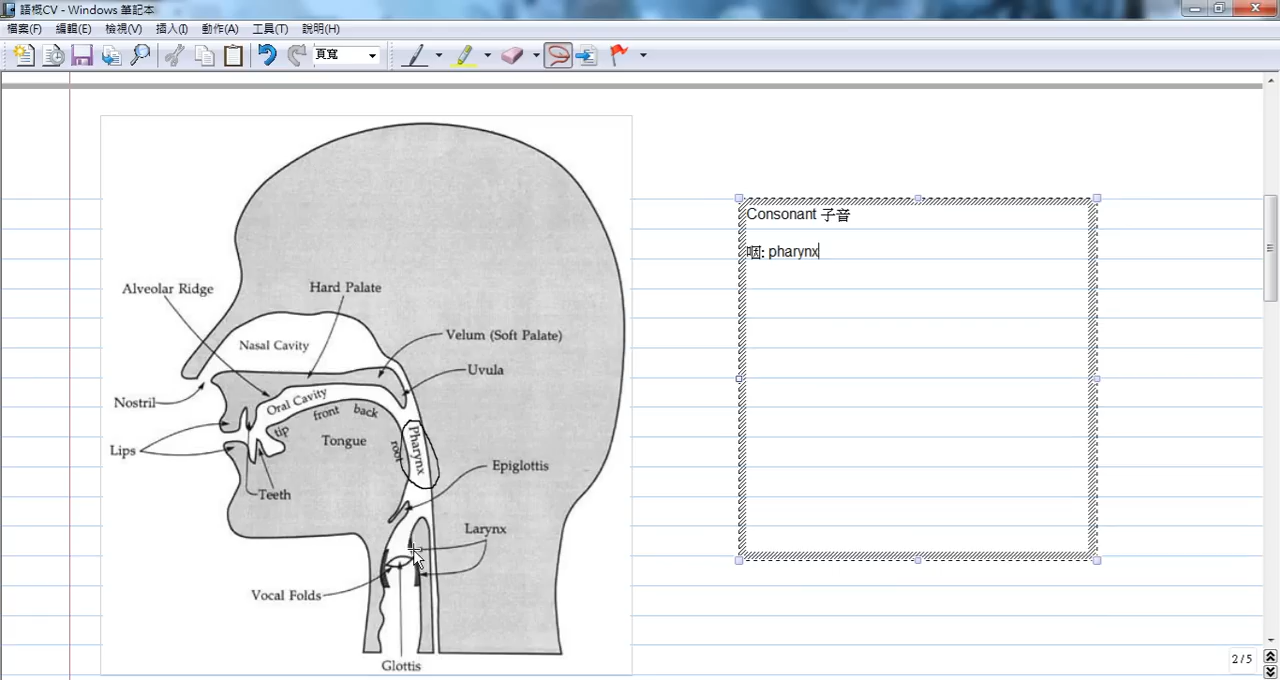 語概CV - Windows 筆記本
檔案(F) 編輯(E) 檢視(V) 插入(I) 動作(A) 工具(T) 說明(H)
頁寬
Consonant 子音
咽: pharynx
Alveolar Ridge
Hard Palate
Nasal Cavity
Velum (Soft Palate)
Uvula
Nostril
Oral Cavity
front
back
tip
Tongue
root
Pharynx
Lips
Teeth
Epiglottis
Larynx
Vocal Folds
Glottis
2/5